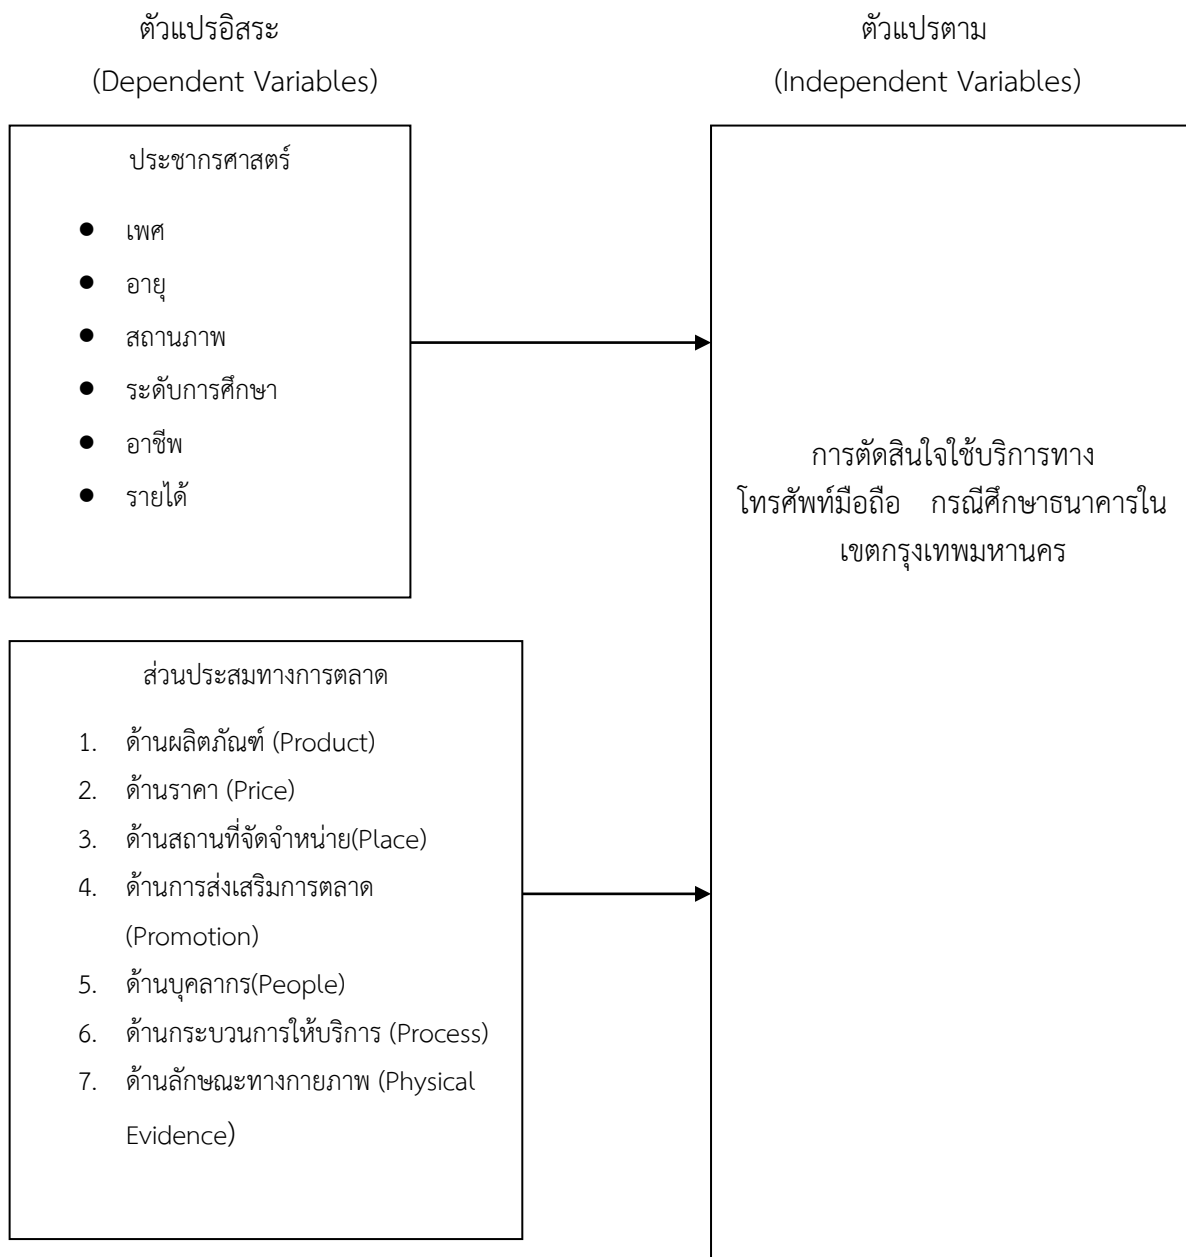 ตัวแปรอิสระ
(Dependent Variables)
ตัวแปรตาม
(Independent Variables)
ประชากรศาสตร์
● เพศ
● อายุ
● สถานภาพ
● ระดับการศึกษา
● อาชีพ
● รายได้
การตัดสินใจใช้บริการทาง
โทรศัพท์มือถือ กรณีศึกษาธนาคารใน
เขตกรุงเทพมหานคร
ส่วนประสมทางการตลาด
1. ด้านผลิตภัณฑ์ (Product)
2. ด้านราคา (Price)
3. ด้านสถานที่จัดจำหน่าย(Place)
4. ด้านการส่งเสริมการตลาด
(Promotion)
5. ด้านบุคลากร(People)
6. ด้านกระบวนการให้บริการ (Process)
7. ด้านลักษณะทางกายภาพ (Physical
Evidence)